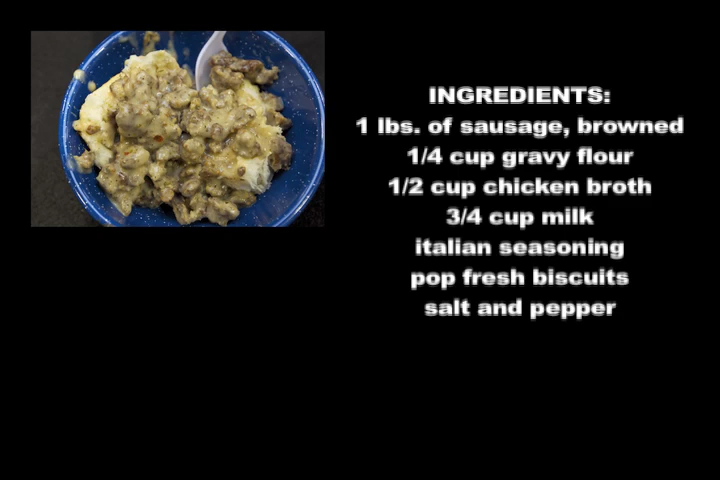 INGREDIENTS:
1 lbs. of sausage, browned
1/4 cup gravy flour
1/2 cup chicken broth
3/4 cup milk
italian seasoning
pop fresh biscuits
salt and pepper